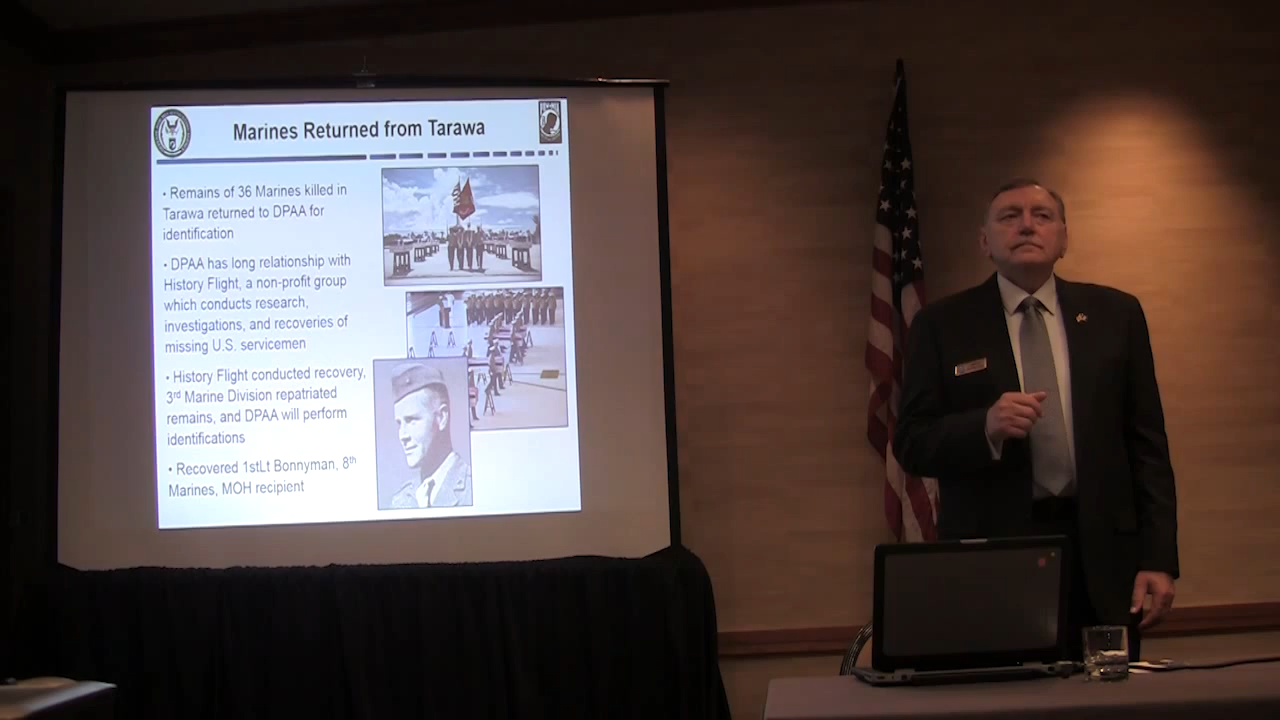 Marines Returned from Tarawa
POW★MIA
• Remains of 36 Marines killed in
Tarawa returned to DPAA for
identification
• DPAA has long relationship with
History Flight, a non-profit group
which conducts research,
investigations, and recoveries of
missing U.S. servicemen
• History Flight conducted recovery,
3rd Marine Division repatriated
remains, and DPAA will perform
identifications
• Recovered 1stLt Bonnyman, 8th
Marines, MOH recipient